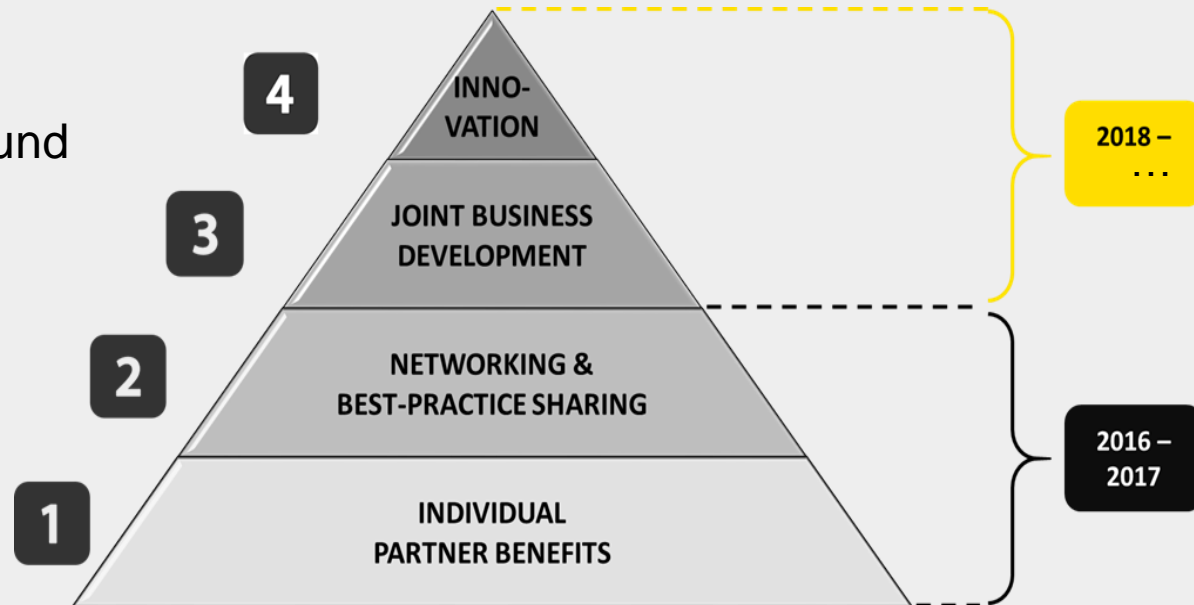 4
INNO-
VATION
2018 –
...
und
3
JOINT BUSINESS
DEVELOPMENT
2
NETWORKING &
BEST-PRACTICE SHARING
2016 –
2017
1
INDIVIDUAL
PARTNER BENEFITS